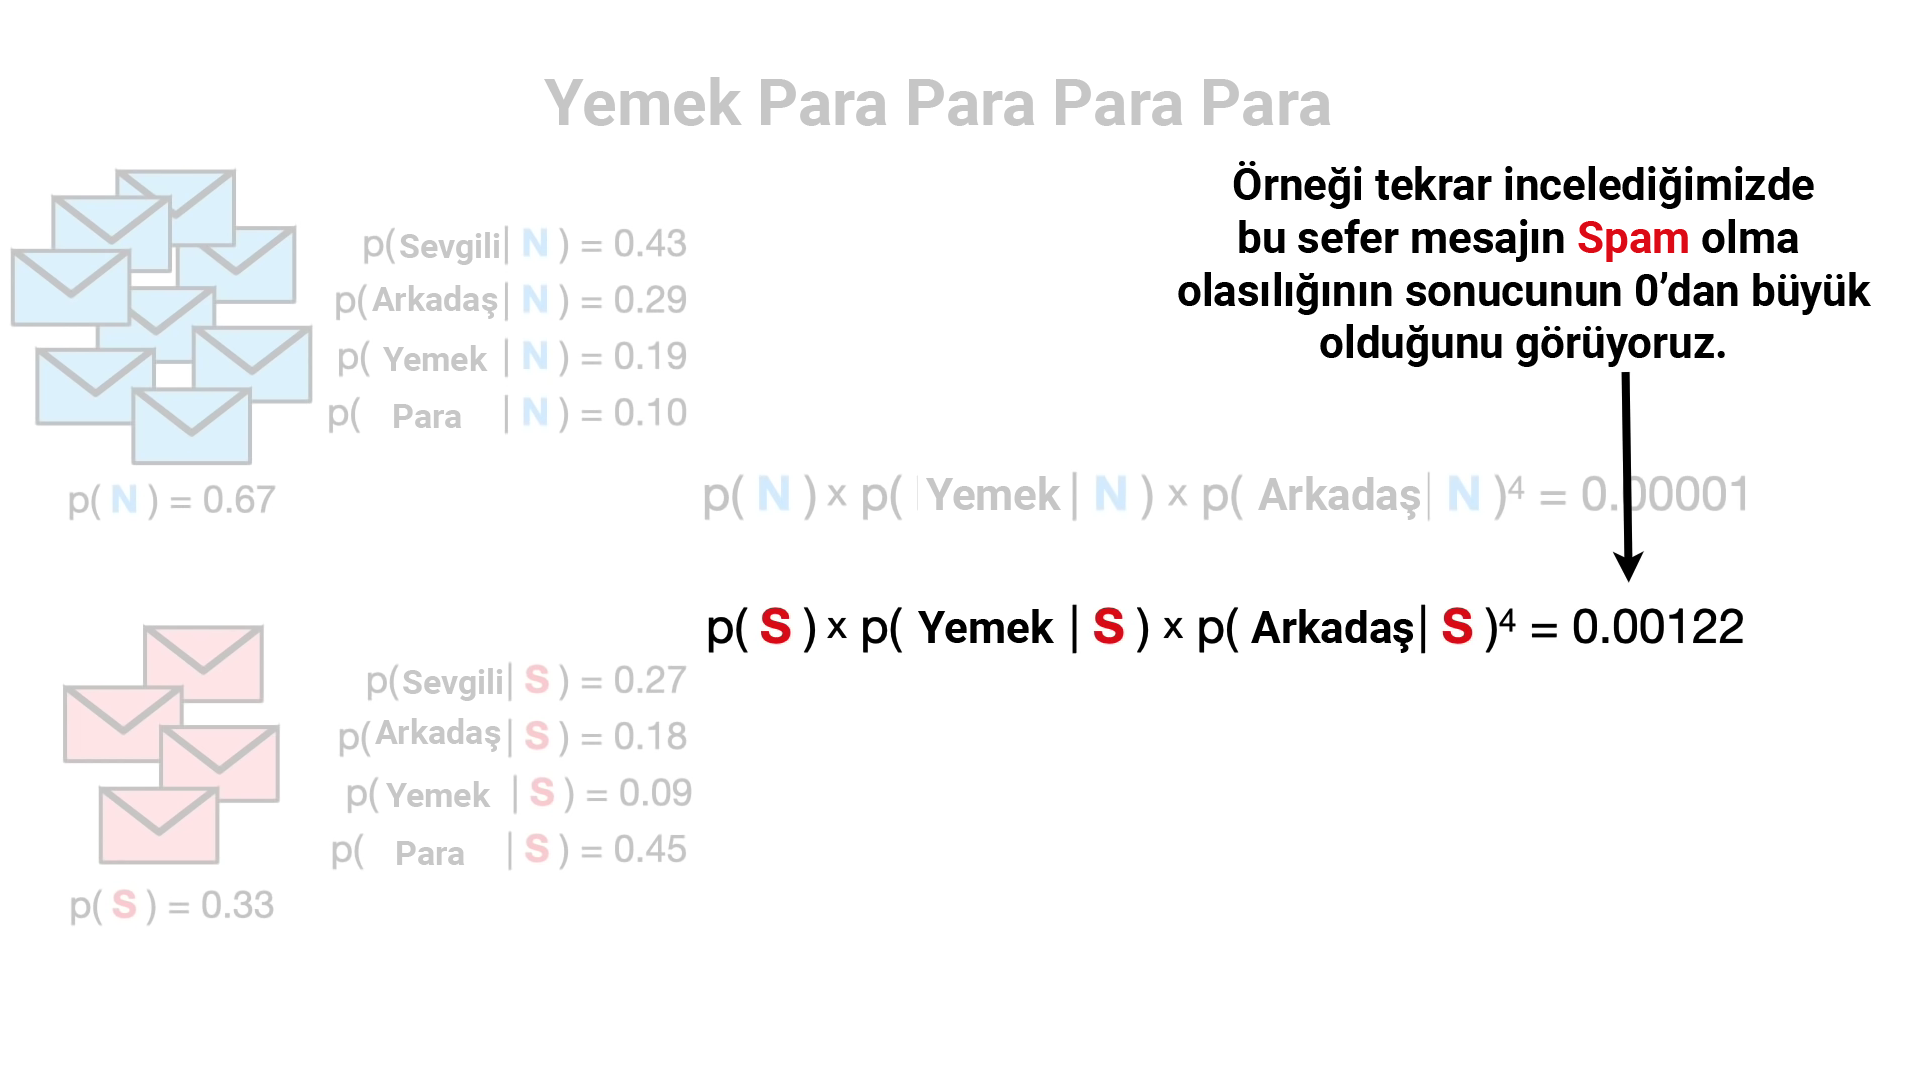 Yemek Para Para Para Para
Örneği tekrar incelediğimizde
bu sefer mesajın Spam olma
olasılığının sonucunun 0’dan büyük
olduğunu görüyoruz.
p(Sevgili| N ) = 0.43
p(Arkadaş| N ) = 0.29
p( Yemek | N ) = 0.19
p( Para | N ) = 0.10
p( N ) = 0.67
p( N ) x p( Yemek | N ) x p( Arkadaş| N )⁴ = 0.00001
p( S ) x p( Yemek | S ) x p( Arkadaş| S )⁴ = 0.00122
p(Sevgili| S ) = 0.27
p(Arkadaş| S ) = 0.18
p( Yemek | S ) = 0.09
p( Para | S ) = 0.45
p( S ) = 0.33